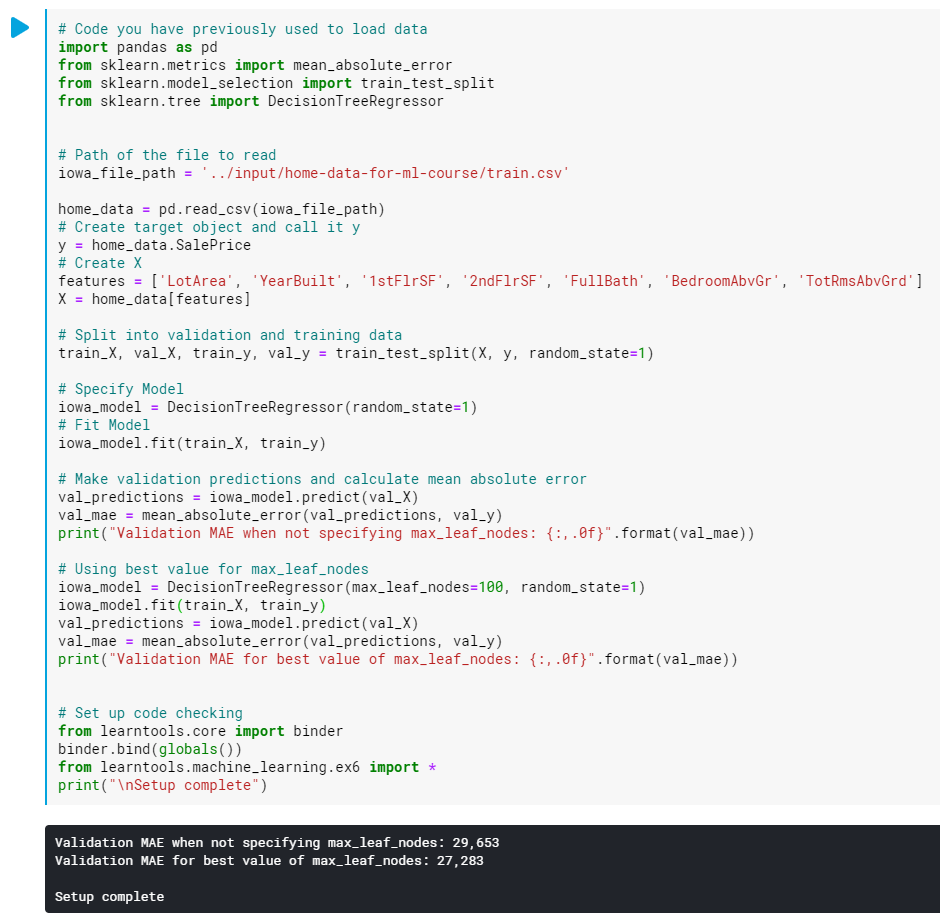 # Code you have previously used to load data
import pandas as pd
from sklearn.metrics import mean_absolute_error
from sklearn.model_selection import train_test_split
from sklearn.tree import DecisionTreeRegressor
# Path of the file to read
iowa_file_path = '../input/home-data-for-ml-course/train.csv'
home_data = pd.read_csv(iowa_file_path)
# Create target object and call it y
y = home_data.SalePrice
# Create X
features = ['LotArea', 'YearBuilt', '1stFlrSF', '2ndFlrSF', 'FullBath', 'BedroomAbvGr', 'TotRmsAbvGrd']
X = home_data[features]
# Split into validation and training data
train_X, val_X, train_y, val_y = train_test_split(X, y, random_state=1)
# Specify Model
iowa_model = DecisionTreeRegressor(random_state=1)
# Fit Model
iowa_model.fit(train_X, train_y)
# Make validation predictions and calculate mean absolute error
val_predictions = iowa_model.predict(val_X)
val_mae = mean_absolute_error(val_predictions, val_y)
print("Validation MAE when not specifying max_leaf_nodes: {:,.0f}".format(val_mae))
# Using best value for max_leaf_nodes
iowa_model = DecisionTreeRegressor(max_leaf_nodes=100, random_state=1)
iowa_model.fit(train_X, train_y)
val_predictions = iowa_model.predict(val_X)
val_mae = mean_absolute_error(val_predictions, val_y)
print("Validation MAE for best value of max_leaf_nodes: {:,.0f}".format(val_mae))
# Set up code checking
from learntools.core import binder
binder.bind(globals())
from learntools.machine_learning.ex6 import *
print("\nSetup complete")
Validation MAE when not specifying max_leaf_nodes: 29,653
Validation MAE for best value of max_leaf_nodes: 27,283
Setup complete